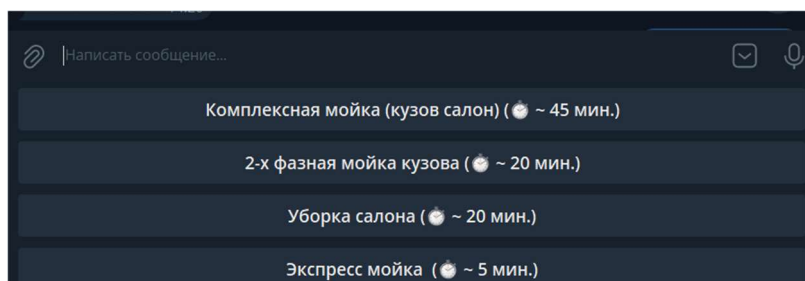 Написать сообщение...
Комплексная мойка (кузов салон) (⏱ ~ 45 мин.)
2-х фазная мойка кузова (⏱ ~ 20 мин.)
Уборка салона (⏱ ~ 20 мин.)
Экспресс мойка (⏱ ~ 5 мин.)